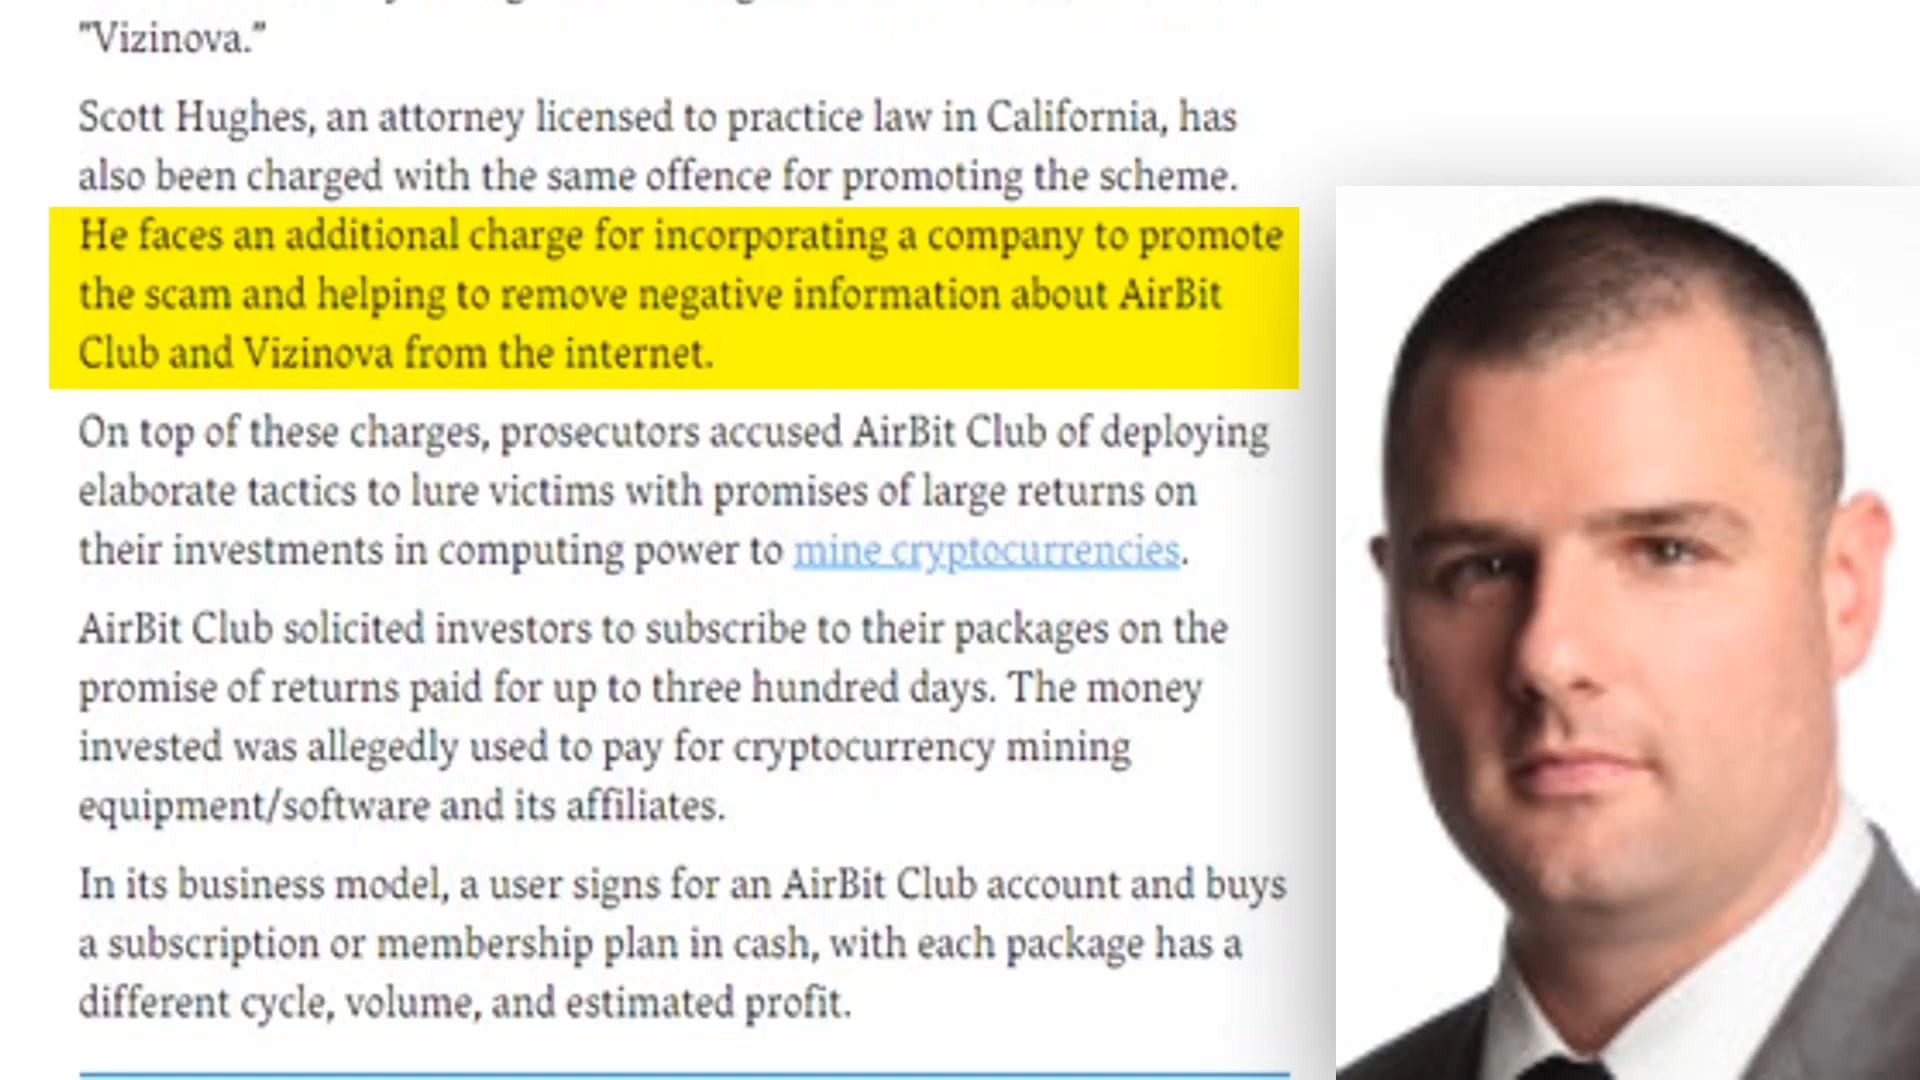 "Vizinova."
Scott Hughes, an attorney licensed to practice law in California, has
also been charged with the same offence for promoting the scheme.
He faces an additional charge for incorporating a company to promote
the scam and helping to remove negative information about AirBit
Club and Vizinova from the internet.
On top of these charges, prosecutors accused AirBit Club of deploying
elaborate tactics to lure victims with promises of large returns on
their investments in computing power to mine cryptocurrencies.
AirBit Club solicited investors to subscribe to their packages on the
promise of returns paid for up to three hundred days. The money
invested was allegedly used to pay for cryptocurrency mining
equipment/software and its affiliates.
In its business model, a user signs for an AirBit Club account and buys
a subscription or membership plan in cash, with each package has a
different cycle, volume, and estimated profit.